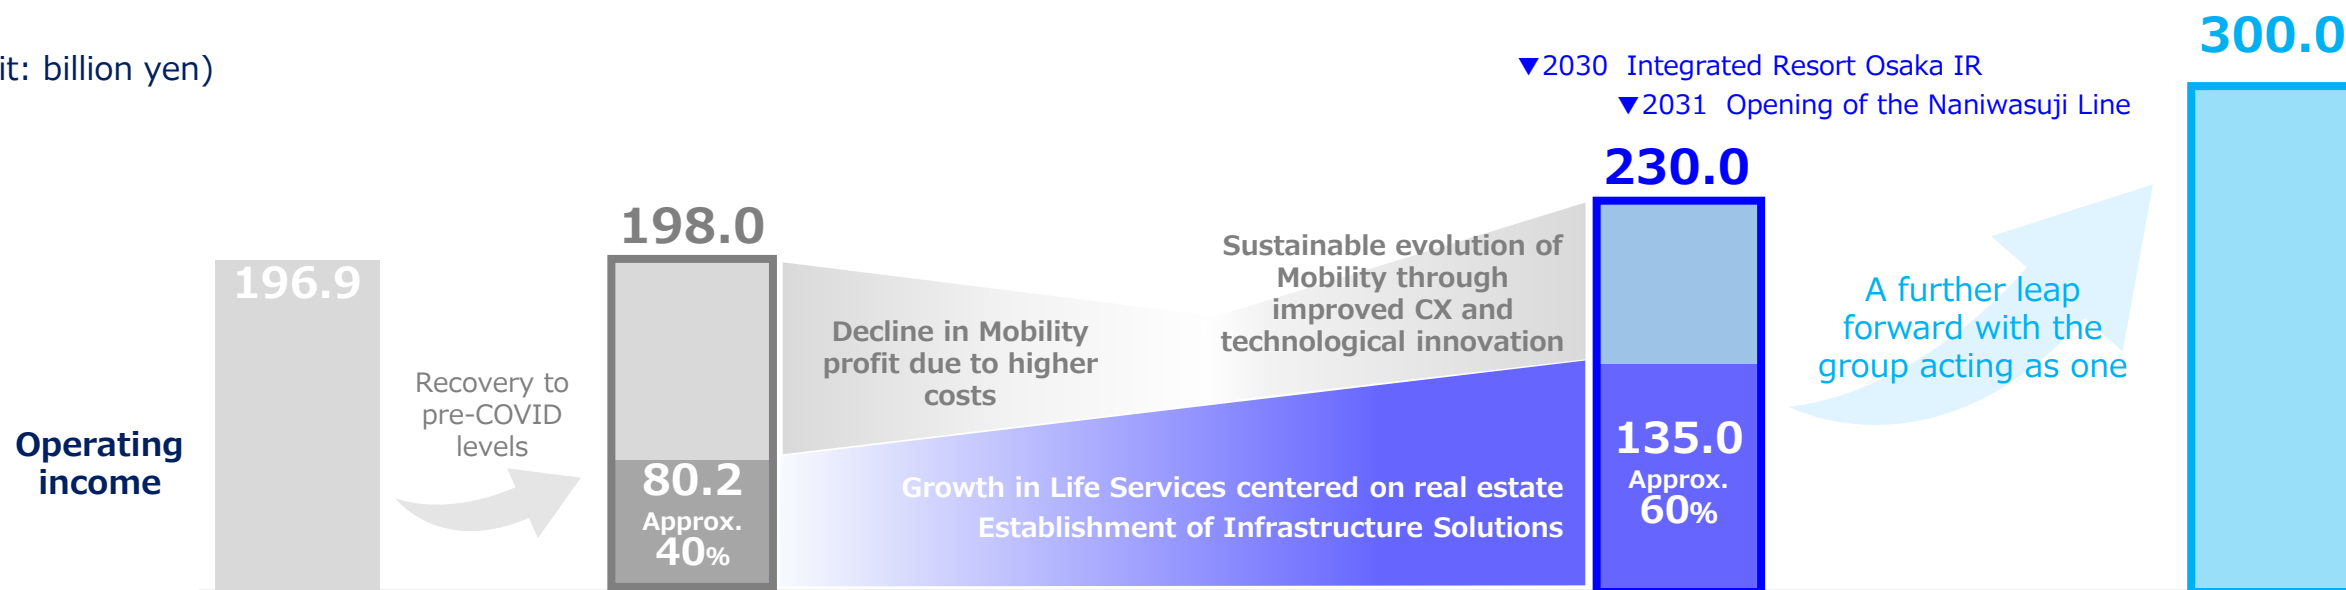 it: billion yen)
300.0
▼2030 Integrated Resort Osaka IR
▼2031 Opening of the Naniwasuji Line
230.0
198.0
196.9
Sustainable evolution of
Mobility through
improved CX and
technological innovation
Decline in Mobility
profit due to higher
costs
A further leap
forward with the
group acting as one
Recovery to
pre-COVID
levels
Operating
income
80.2
Approx.
40%
Growth in Life Services centered on real estate
Establishment of Infrastructure Solutions
135.0
Approx.
60%